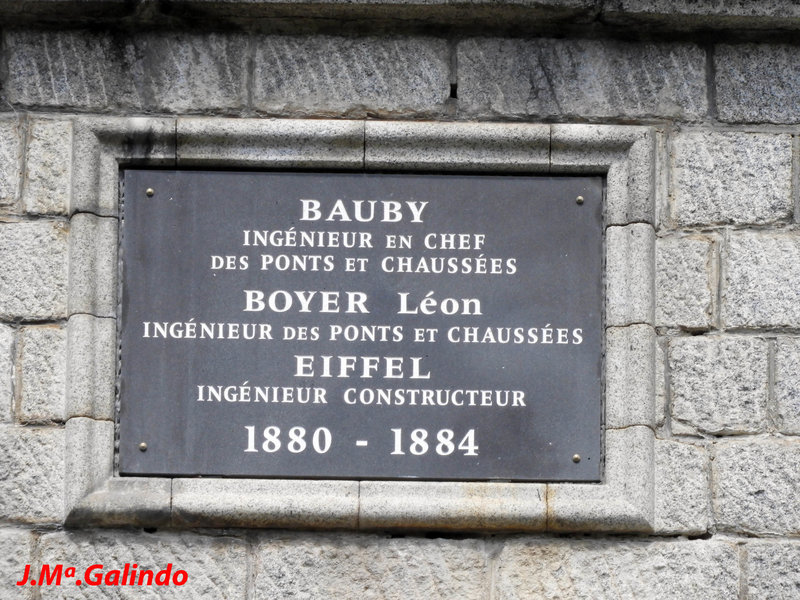 BAUBY
INGÉNIEUR EN CHEF
DES PONTS ET CHAUSSÉES
BOYER Léon
INGÉNIEUR DES PONTS ET CHAUSSÉES
EIFFEL
INGÉNIEUR CONSTRUCTEUR
1880 - 1884
J.Mª.Galindo